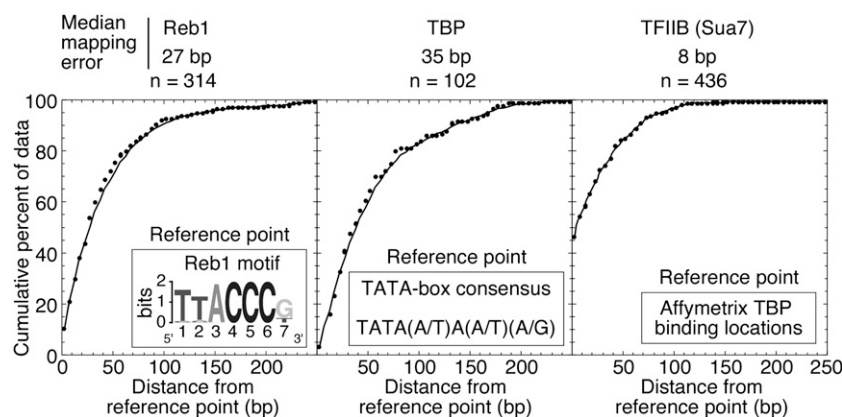 Median
mapping
error
Reb1
27 bp
n = 314
TBP
35 bp
n = 102
TFIIB (Sua7)
8 bp
n = 436
Cumulative percent of data
100
80
60
40
20
0
Reference point
Reb1 motif
bits
2
1
0
TTACCCG
5' 1 2 3 4 5 6 7 3'
Reference point
TATA-box consensus
TATA(A/T)A(A/T)(A/G)
Reference point
Affymetrix TBP
binding locations
0 50 100 150 200
0 50 100 150 200
0 50 100 150 200 250
Distance from
reference point (bp)
Distance from
reference point (bp)
Distance from
reference point (bp)